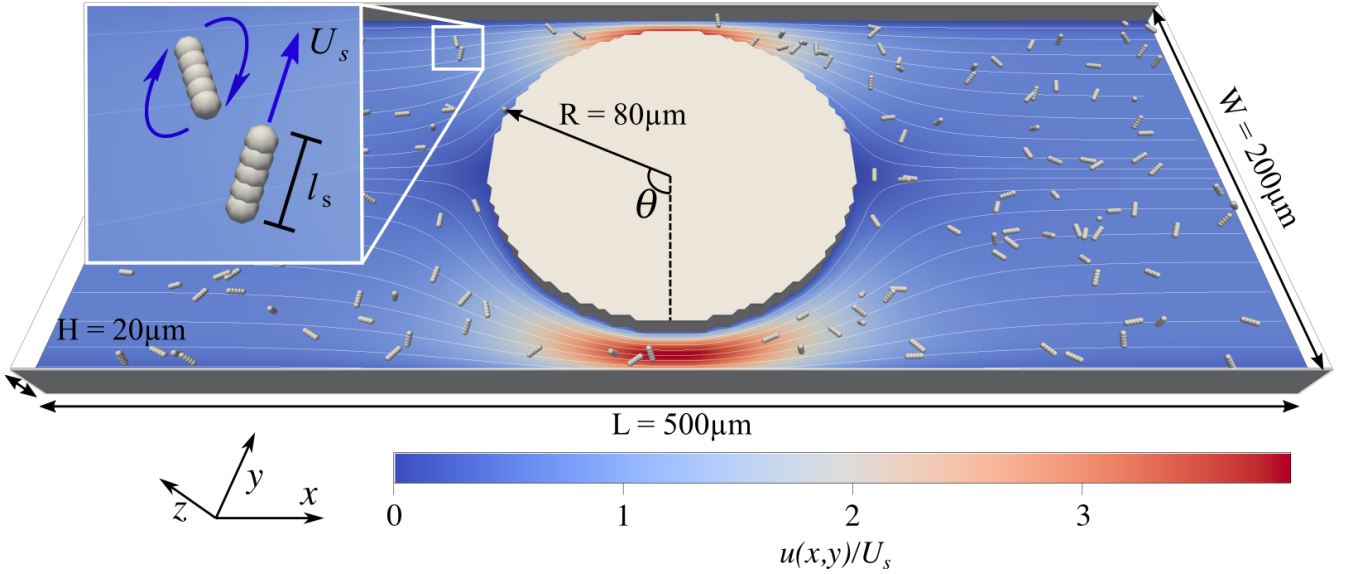 U_s
l_s
R = 80µm
θ
W = 200µm
H = 20µm
L = 500µm
y
z
x
0 1 2 3
u(x,y)/U_s